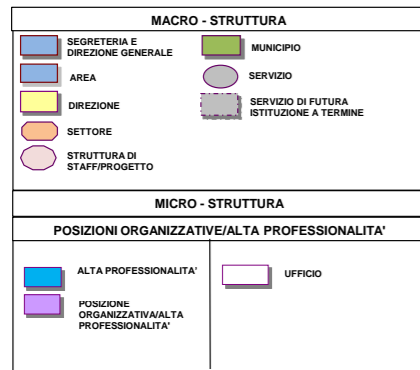 MACRO - STRUTTURA
SEGRETERIA E
DIREZIONE GENERALE
AREA
DIREZIONE
SETTORE
STRUTTURA DI
STAFF/PROGETTO
MUNICIPIO
SERVIZIO
SERVIZIO DI FUTURA
ISTITUZIONE A TERMINE
MICRO - STRUTTURA
POSIZIONI ORGANIZZATIVE/ALTA PROFESSIONALITA'
ALTA PROFESSIONALITA'
POSIZIONE
ORGANIZZATIVA/ALTA
PROFESSIONALITA'
UFFICIO